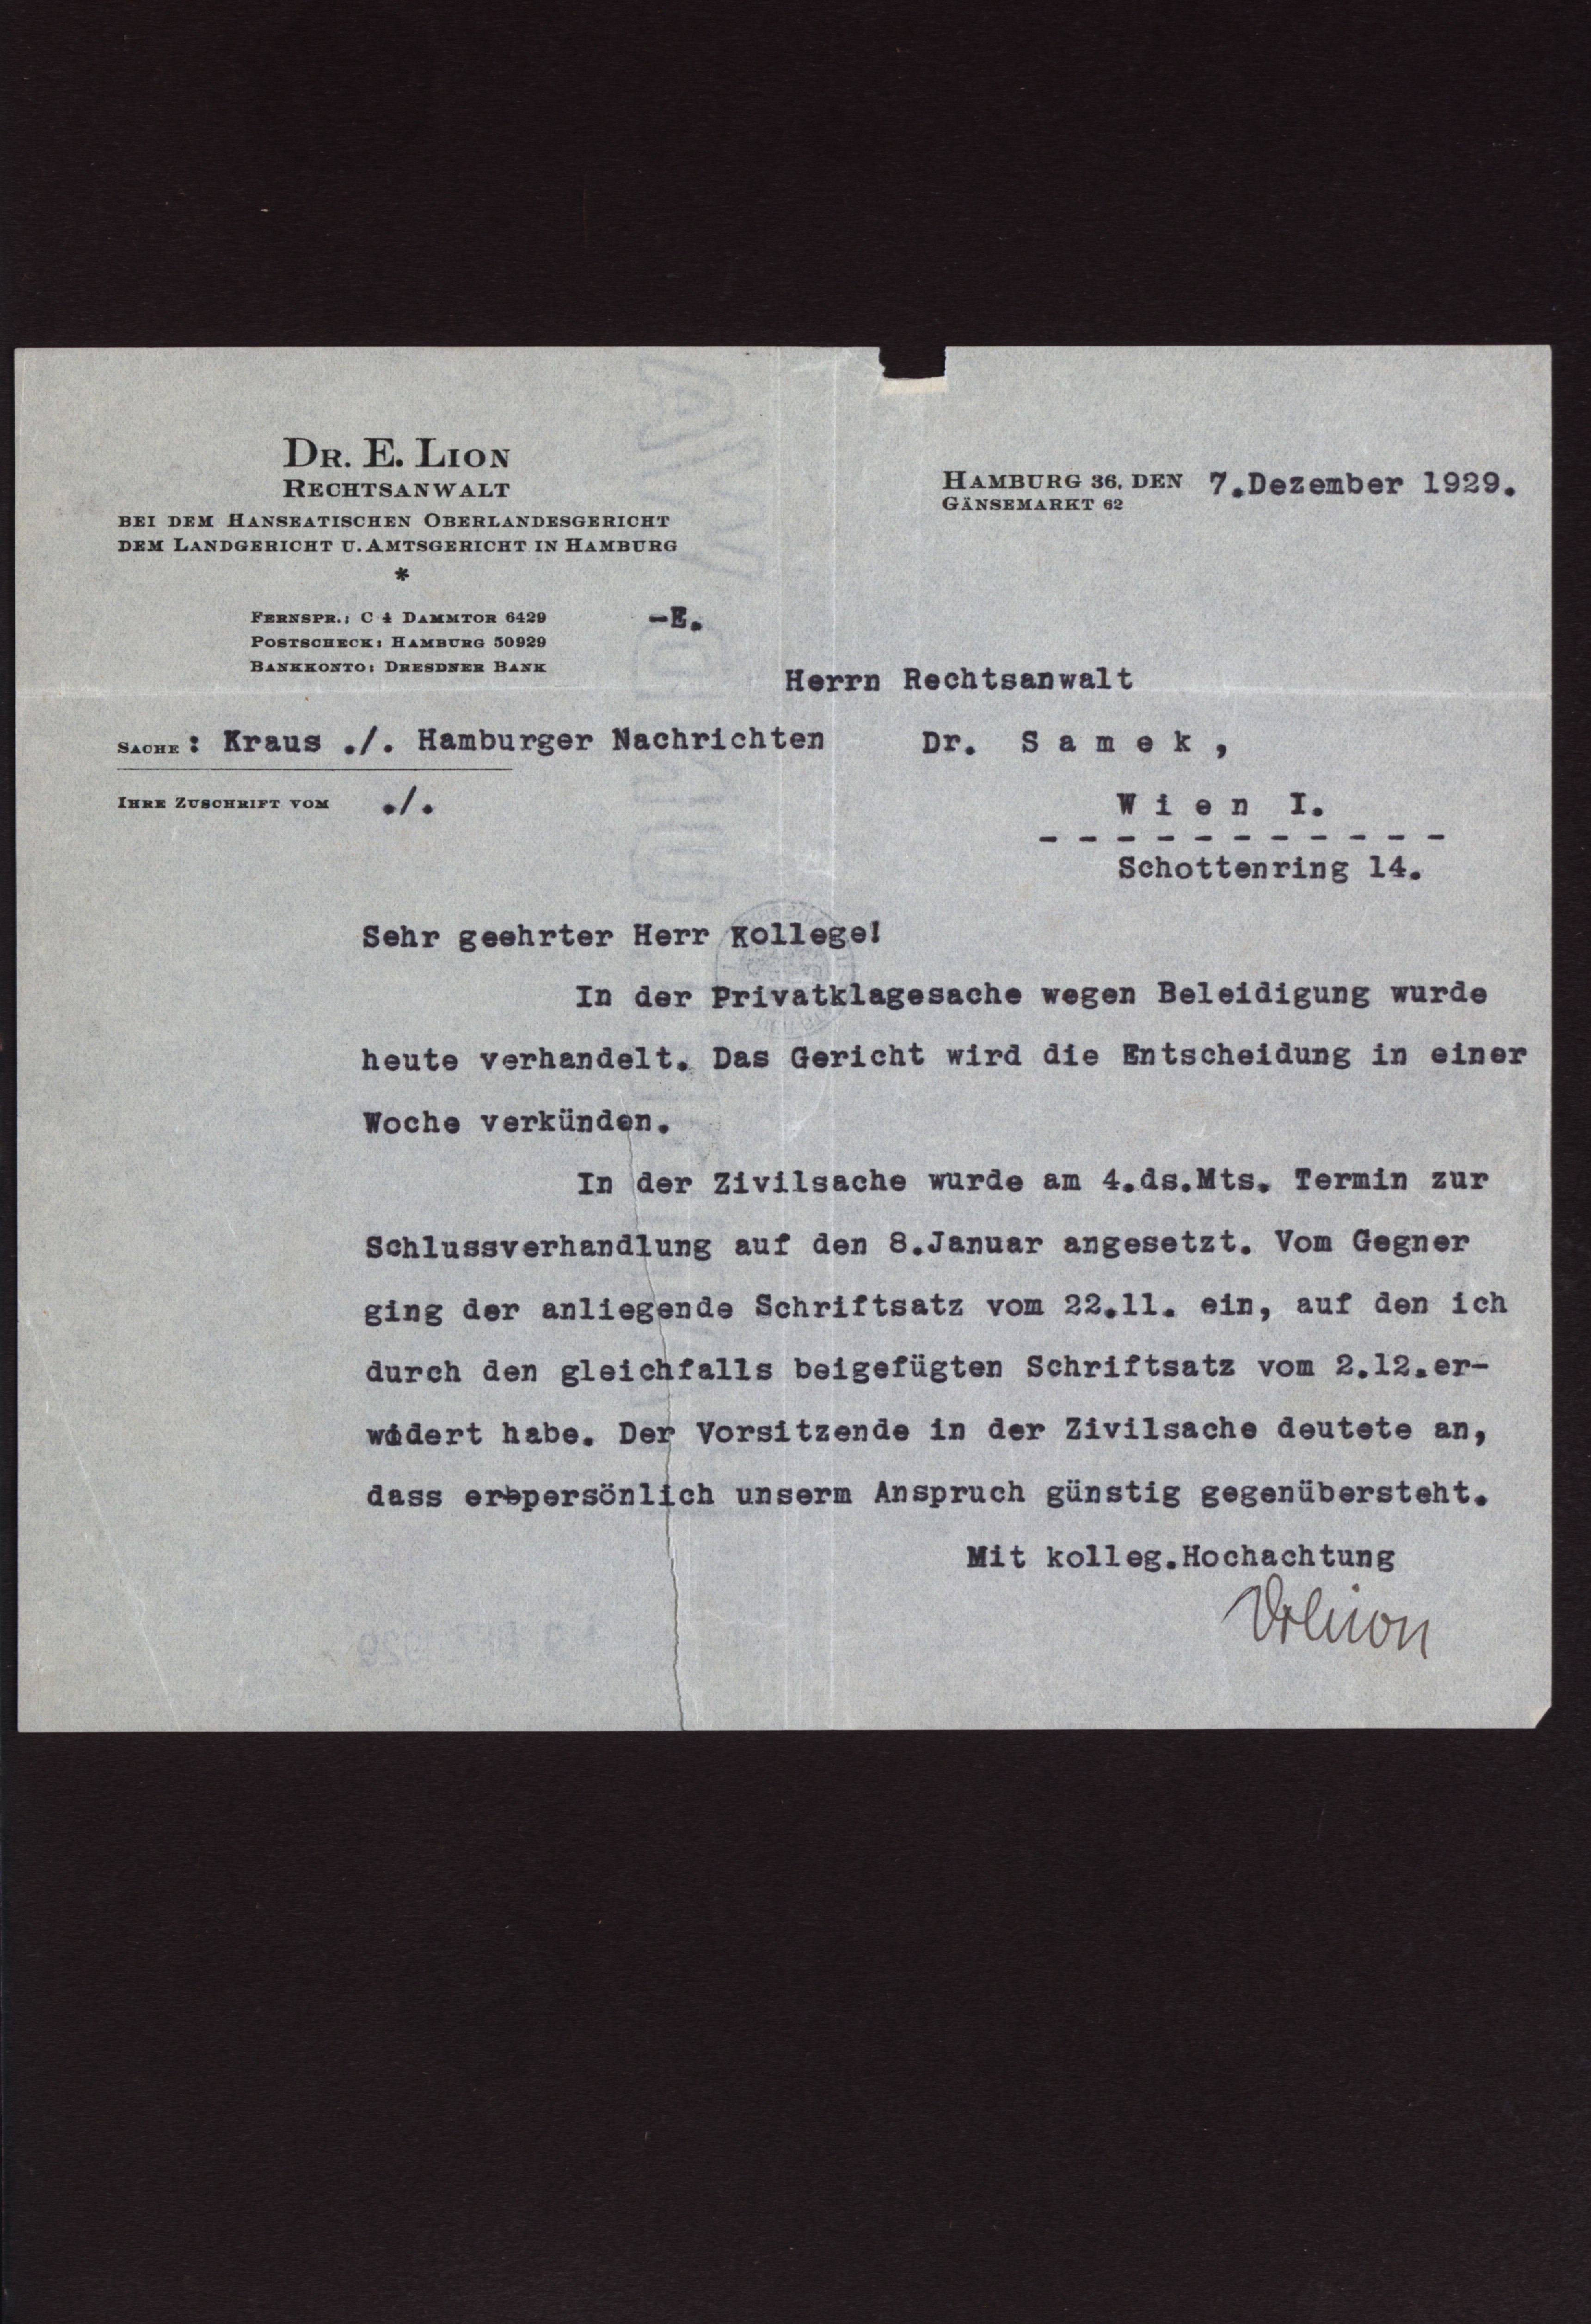 DR. E. LION
RECHTSANWALT
BEI DEM HANSEATISCHEN OBERLANDESGERICHT
DEM LANDGERICHT U. AMTSGERICHT IN HAMBURG
*
FERNSPR.: C 4 DAMMTOR 6429
POSTSCHECK: HAMBURG 50929
BANKKONTO: DRESDNER BANK
-E.
HAMBURG 36, DEN 7.Dezember 1929.
GÄNSEMARKT 62
Herrn Rechtsanwalt
SACHE: Kraus ./. Hamburger Nachrichten
Dr. S a m e k ,
IHRE ZUSCHRIFT VOM ./.
W i e n I.
- - - - - - - - - - -
Schottenring 14.
Sehr geehrter Herr Kollege!
In der Privatklagesache wegen Beleidigung wurde
heute verhandelt. Das Gericht wird die Entscheidung in einer
Woche verkünden.
In der Zivilsache wurde am 4.ds.Mts. Termin zur
Schlussverhandlung auf den 8.Januar angesetzt. Vom Gegner
ging der anliegende Schriftsatz vom 22.11. ein, auf den ich
durch den gleichfalls beigefügten Schriftsatz vom 2.12.er-
widert habe. Der Vorsitzende in der Zivilsache deutete an,
dass er persönlich unserm Anspruch günstig gegenübersteht.
Mit kolleg.Hochachtung
DrLion